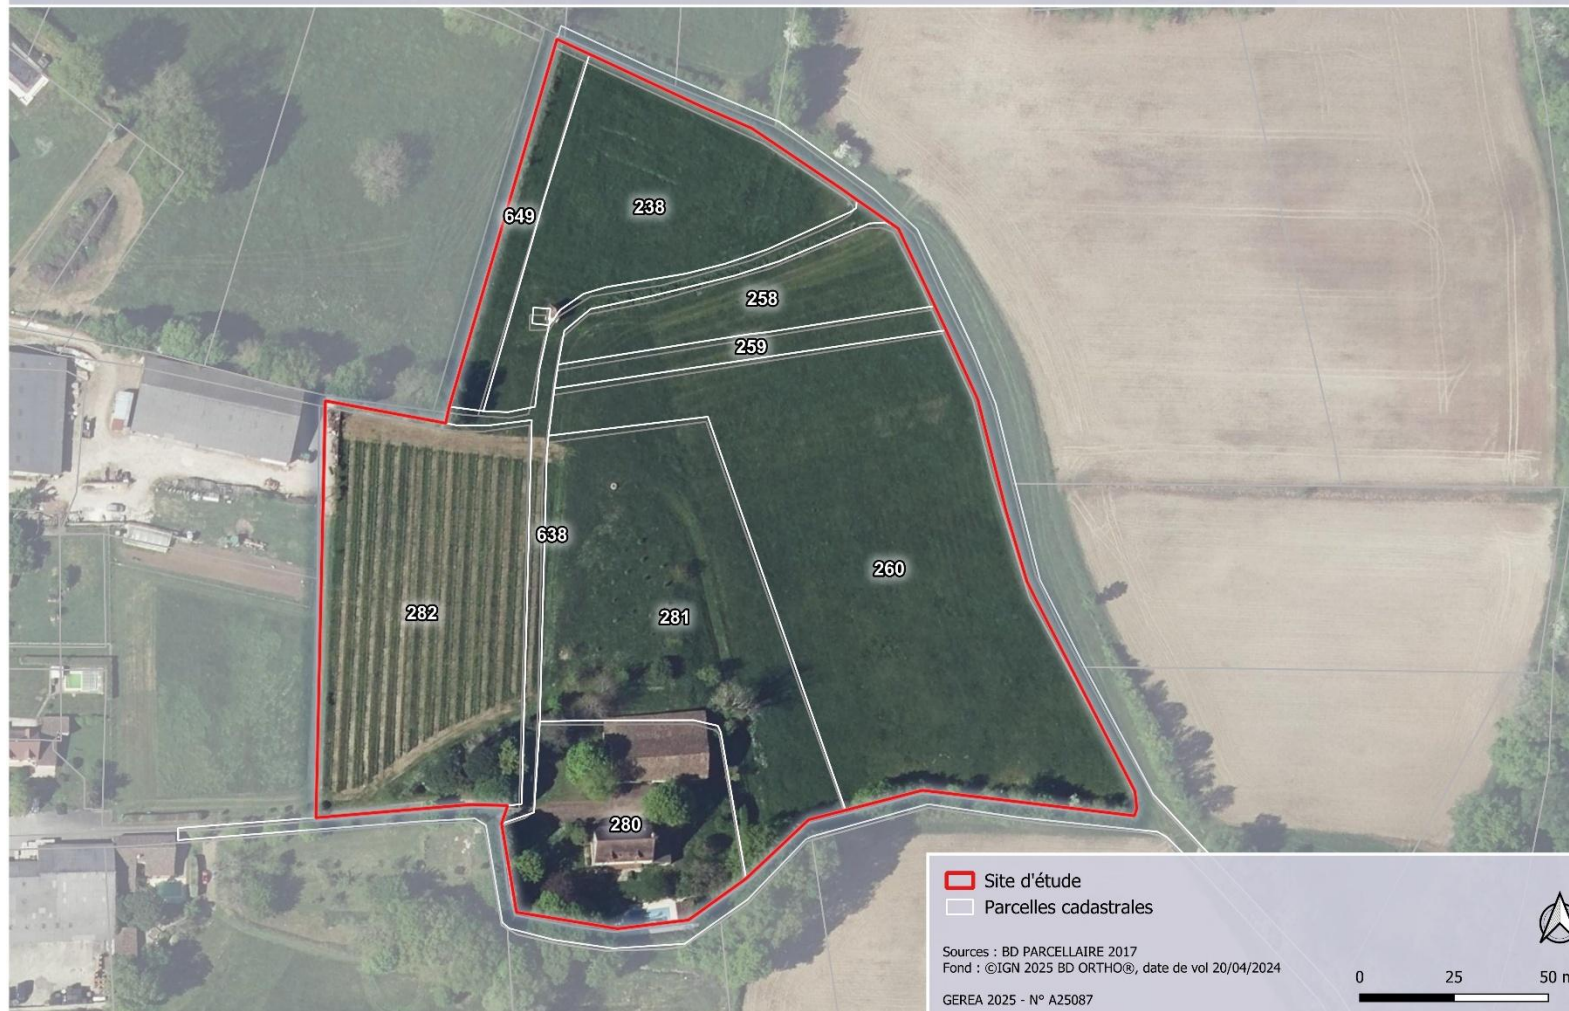 649
238
258
259
638
260
282
281
280
Site d'étude
Parcelles cadastrales
Sources : BD PARCELLAIRE 2017
Fond : ©IGN 2025 BD ORTHO®, date de vol 20/04/2024
GEREA 2025 - N° A25087
0 25 50 m